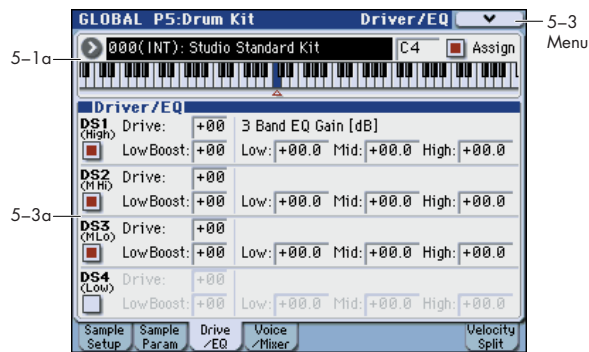 GLOBAL P5:Drum Kit Driver/EQ
5–3
Menu
000(INT): Studio Standard Kit C4 Assign
5–1a
Driver/EQ
DS1 Drive: +00 3 Band EQ Gain [dB]
(High)
LowBoost: +00 Low: +00.0 Mid: +00.0 High: +00.0
DS2 Drive: +00
(MHi)
LowBoost: +00 Low: +00.0 Mid: +00.0 High: +00.0
5–3a
DS3 Drive: +00
(MLo)
LowBoost: +00 Low: +00.0 Mid: +00.0 High: +00.0
DS4 Drive: +00
(Low)
LowBoost: +00 Low: +00.0 Mid: +00.0 High: +00.0
Sample Setup Sample Param Drive /EQ Voice /Mixer Velocity Split